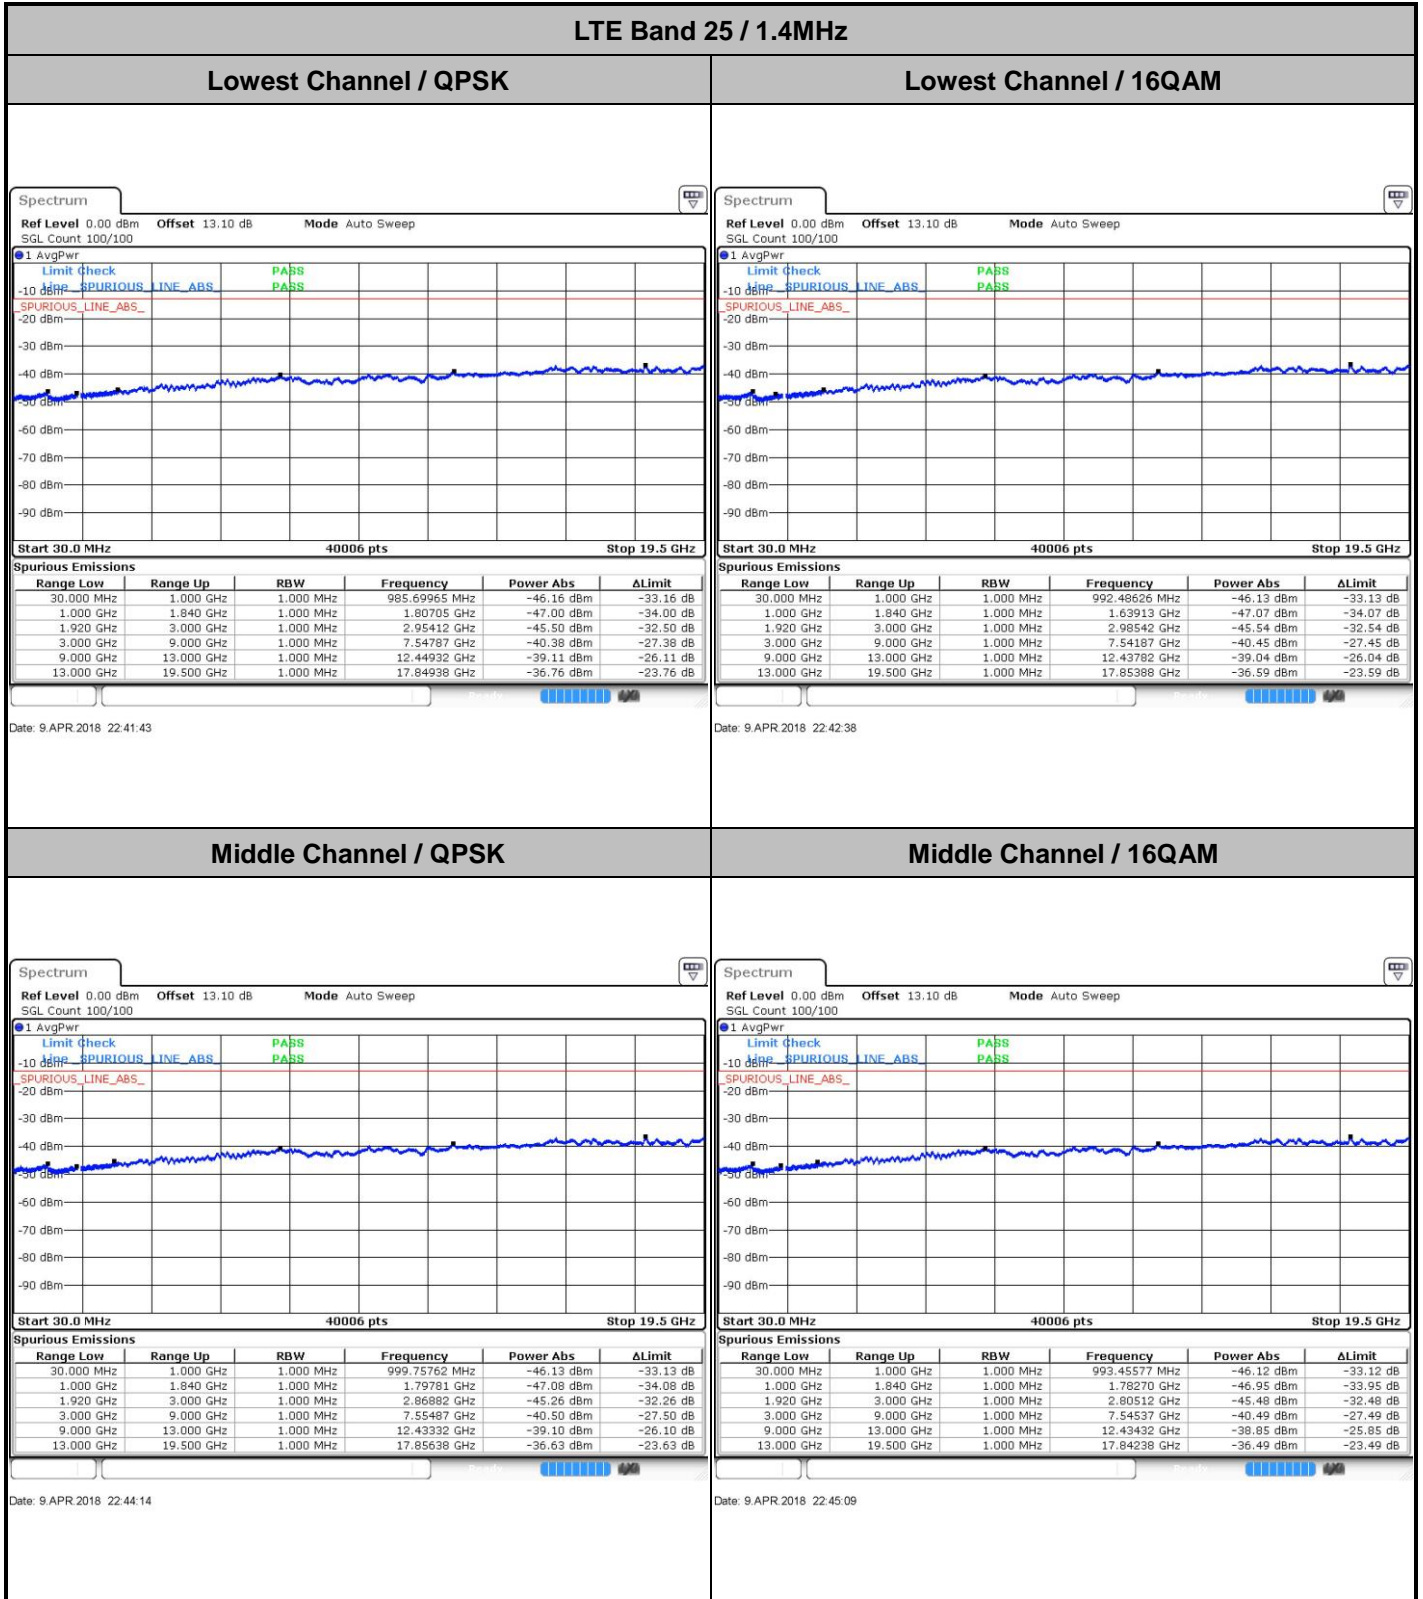 LTE Band 25 / 1.4MHz
Lowest Channel / QPSK
Lowest Channel / 16QAM
Spectrum
Ref Level 0.00 dBm Offset 13.10 dB Mode Auto Sweep
SGL Count 100/100
1 AvgPwr
Limit Check PASS
-10 dBm Line _SPURIOUS_LINE_ABS_ PASS
_SPURIOUS_LINE_ABS_
-20 dBm
-30 dBm
-40 dBm
-50 dBm
-60 dBm
-70 dBm
-80 dBm
-90 dBm
Start 30.0 MHz 40006 pts Stop 19.5 GHz
Spurious Emissions
Range Low Range Up RBW Frequency Power Abs ΔLimit
30.000 MHz 1.000 GHz 1.000 MHz 985.69965 MHz -46.16 dBm -33.16 dB
1.000 GHz 1.840 GHz 1.000 MHz 1.80705 GHz -47.00 dBm -34.00 dB
1.920 GHz 3.000 GHz 1.000 MHz 2.95412 GHz -45.50 dBm -32.50 dB
3.000 GHz 9.000 GHz 1.000 MHz 7.54787 GHz -40.38 dBm -27.38 dB
9.000 GHz 13.000 GHz 1.000 MHz 12.44932 GHz -39.11 dBm -26.11 dB
13.000 GHz 19.500 GHz 1.000 MHz 17.84938 GHz -36.76 dBm -23.76 dB
Date: 9.APR.2018 22:41:43
Spectrum
Ref Level 0.00 dBm Offset 13.10 dB Mode Auto Sweep
SGL Count 100/100
1 AvgPwr
Limit Check PASS
-10 dBm Line _SPURIOUS_LINE_ABS_ PASS
_SPURIOUS_LINE_ABS_
-20 dBm
-30 dBm
-40 dBm
-50 dBm
-60 dBm
-70 dBm
-80 dBm
-90 dBm
Start 30.0 MHz 40006 pts Stop 19.5 GHz
Spurious Emissions
Range Low Range Up RBW Frequency Power Abs ΔLimit
30.000 MHz 1.000 GHz 1.000 MHz 992.48626 MHz -46.13 dBm -33.13 dB
1.000 GHz 1.840 GHz 1.000 MHz 1.63913 GHz -47.07 dBm -34.07 dB
1.920 GHz 3.000 GHz 1.000 MHz 2.98542 GHz -45.54 dBm -32.54 dB
3.000 GHz 9.000 GHz 1.000 MHz 7.54187 GHz -40.45 dBm -27.45 dB
9.000 GHz 13.000 GHz 1.000 MHz 12.43782 GHz -39.04 dBm -26.04 dB
13.000 GHz 19.500 GHz 1.000 MHz 17.85388 GHz -36.59 dBm -23.59 dB
Date: 9.APR.2018 22:42:38
Middle Channel / QPSK
Middle Channel / 16QAM
Spectrum
Ref Level 0.00 dBm Offset 13.10 dB Mode Auto Sweep
SGL Count 100/100
1 AvgPwr
Limit Check PASS
-10 dBm Line _SPURIOUS_LINE_ABS_ PASS
_SPURIOUS_LINE_ABS_
-20 dBm
-30 dBm
-40 dBm
-50 dBm
-60 dBm
-70 dBm
-80 dBm
-90 dBm
Start 30.0 MHz 40006 pts Stop 19.5 GHz
Spurious Emissions
Range Low Range Up RBW Frequency Power Abs ΔLimit
30.000 MHz 1.000 GHz 1.000 MHz 999.75762 MHz -46.13 dBm -33.13 dB
1.000 GHz 1.840 GHz 1.000 MHz 1.79781 GHz -47.08 dBm -34.08 dB
1.920 GHz 3.000 GHz 1.000 MHz 2.86882 GHz -45.26 dBm -32.26 dB
3.000 GHz 9.000 GHz 1.000 MHz 7.55487 GHz -40.50 dBm -27.50 dB
9.000 GHz 13.000 GHz 1.000 MHz 12.43332 GHz -39.10 dBm -26.10 dB
13.000 GHz 19.500 GHz 1.000 MHz 17.85638 GHz -36.63 dBm -23.63 dB
Date: 9.APR.2018 22:44:14
Spectrum
Ref Level 0.00 dBm Offset 13.10 dB Mode Auto Sweep
SGL Count 100/100
1 AvgPwr
Limit Check PASS
-10 dBm Line _SPURIOUS_LINE_ABS_ PASS
_SPURIOUS_LINE_ABS_
-20 dBm
-30 dBm
-40 dBm
-50 dBm
-60 dBm
-70 dBm
-80 dBm
-90 dBm
Start 30.0 MHz 40006 pts Stop 19.5 GHz
Spurious Emissions
Range Low Range Up RBW Frequency Power Abs ΔLimit
30.000 MHz 1.000 GHz 1.000 MHz 993.45577 MHz -46.12 dBm -33.12 dB
1.000 GHz 1.840 GHz 1.000 MHz 1.78270 GHz -46.95 dBm -33.95 dB
1.920 GHz 3.000 GHz 1.000 MHz 2.80512 GHz -45.48 dBm -32.48 dB
3.000 GHz 9.000 GHz 1.000 MHz 7.54537 GHz -40.49 dBm -27.49 dB
9.000 GHz 13.000 GHz 1.000 MHz 12.43432 GHz -38.85 dBm -25.85 dB
13.000 GHz 19.500 GHz 1.000 MHz 17.84238 GHz -36.49 dBm -23.49 dB
Date: 9.APR.2018 22:45:09